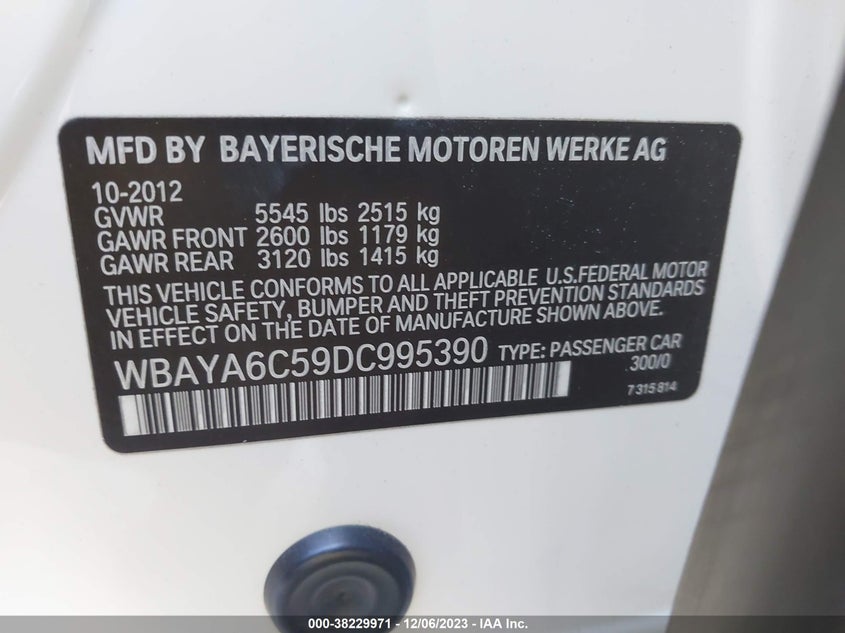 MFD BY BAYERISCHE MOTOREN WERKE AG
10-2012
GVWR 5545 lbs 2515 kg
GAWR FRONT 2600 lbs 1179 kg
GAWR REAR 3120 lbs 1415 kg
THIS VEHICLE CONFORMS TO ALL APPLICABLE U.S.FEDERAL MOTOR
VEHICLE SAFETY, BUMPER AND THEFT PREVENTION STANDARDS
IN EFFECT ON THE DATE OF MANUFACTURE SHOWN ABOVE.
WBAYA6C59DC995390 TYPE: PASSENGER CAR
300/0
7 315 814
000-38229971 - 12/06/2023 - IAA Inc.